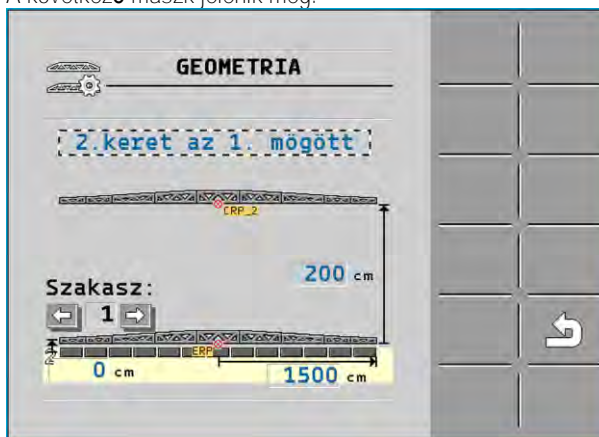 A következő maszk jelenik meg:
GEOMETRIA
2.keret az 1. mögött
CRP_2
200 cm
Szakasz:
1
ERP
0 cm
1500 cm